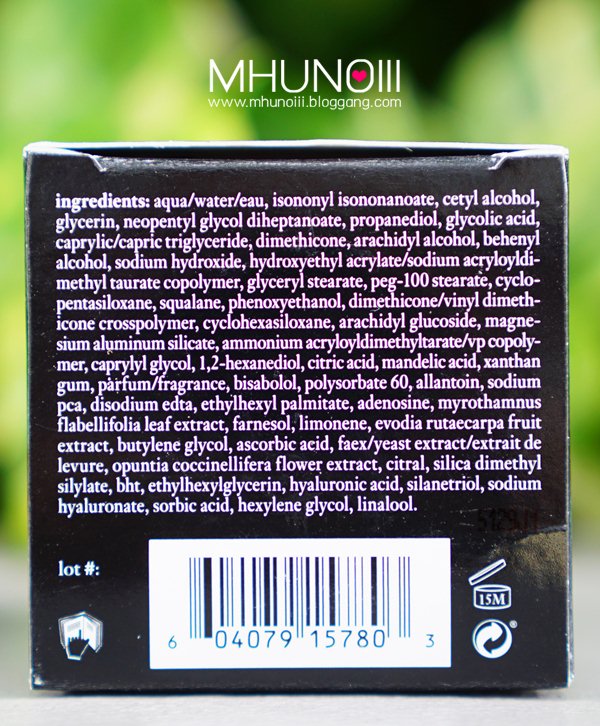 MHUNOIII
www.mhunoiii.bloggang.com
ingredients: aqua/water/eau, isononyl isononanoate, cetyl alcohol,
glycerin, neopentyl glycol diheptanoate, propanediol, glycolic acid,
caprylic/capric triglyceride, dimethicone, arachidyl alcohol, behenyl
alcohol, sodium hydroxide, hydroxyethyl acrylate/sodium acryloyldi-
methyl taurate copolymer, glyceryl stearate, peg-100 stearate, cyclo-
pentasiloxane, squalane, phenoxyethanol, dimethicone/vinyl dimeth-
icone crosspolymer, cyclohexasiloxane, arachidyl glucoside, magne-
sium aluminum silicate, ammonium acryloyldimethyltarate/vp copoly-
mer, caprylyl glycol, 1,2-hexanediol, citric acid, mandelic acid, xanthan
gum, parfum/fragrance, bisabolol, polysorbate 60, allantoin, sodium
pca, disodium edta, ethylhexyl palmitate, adenosine, myrothamnus
flabellifolia leaf extract, farnesol, limonene, evodia rutaecarpa fruit
extract, butylene glycol, ascorbic acid, faex/yeast extract/extrait de
levure, opuntia coccinellifera flower extract, citral, silica dimethyl
silylate, bht, ethylhexylglycerin, hyaluronic acid, silanetriol, sodium
hyaluronate, sorbic acid, hexylene glycol, linalool.
lot #:
15M
6 04079 15780 3